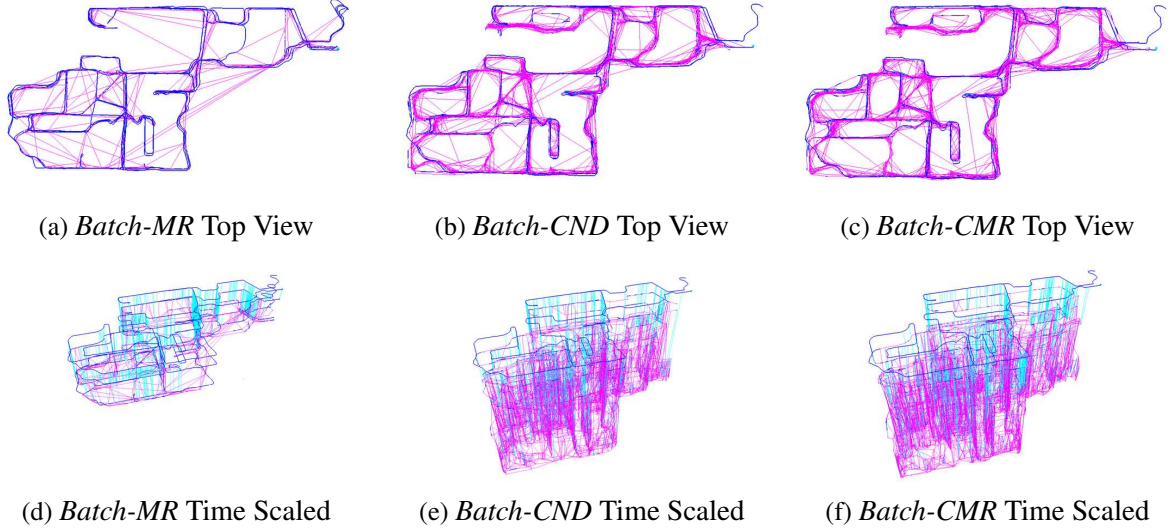 (a) Batch-MR Top View
(b) Batch-CND Top View
(c) Batch-CMR Top View
(d) Batch-MR Time Scaled
(e) Batch-CND Time Scaled
(f) Batch-CMR Time Scaled